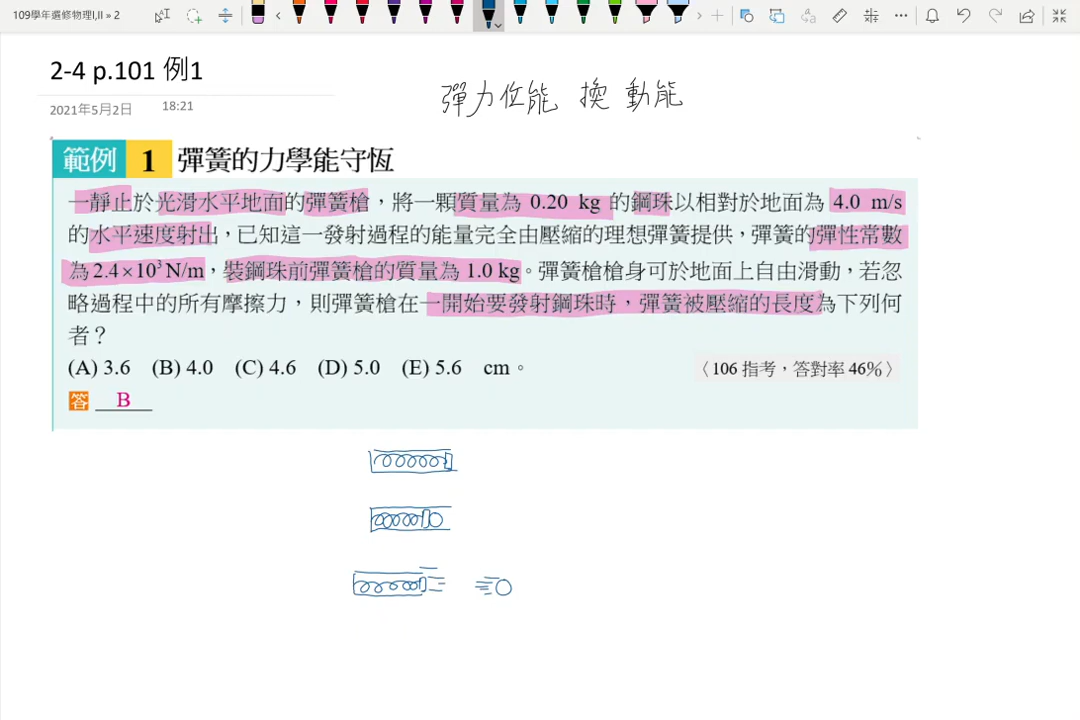 109學年選修物理I,II » 2
2-4 p.101 例1
2021年5月2日 18:21
彈力位能 換 動能
範例 1 彈簧的力學能守恆
一靜止於光滑水平地面的彈簧槍，將一顆質量為 0.20 kg 的鋼珠以相對於地面為 4.0 m/s
的水平速度射出，已知這一發射過程的能量完全由壓縮的理想彈簧提供，彈簧的彈性常數
為 2.4×10³ N/m，裝鋼珠前彈簧槍的質量為 1.0 kg。彈簧槍槍身可於地面上自由滑動，若忽
略過程中的所有摩擦力，則彈簧槍在一開始要發射鋼珠時，彈簧被壓縮的長度為下列何
者？
(A) 3.6 (B) 4.0 (C) 4.6 (D) 5.0 (E) 5.6 cm。 〈106 指考，答對率 46%〉
答 B